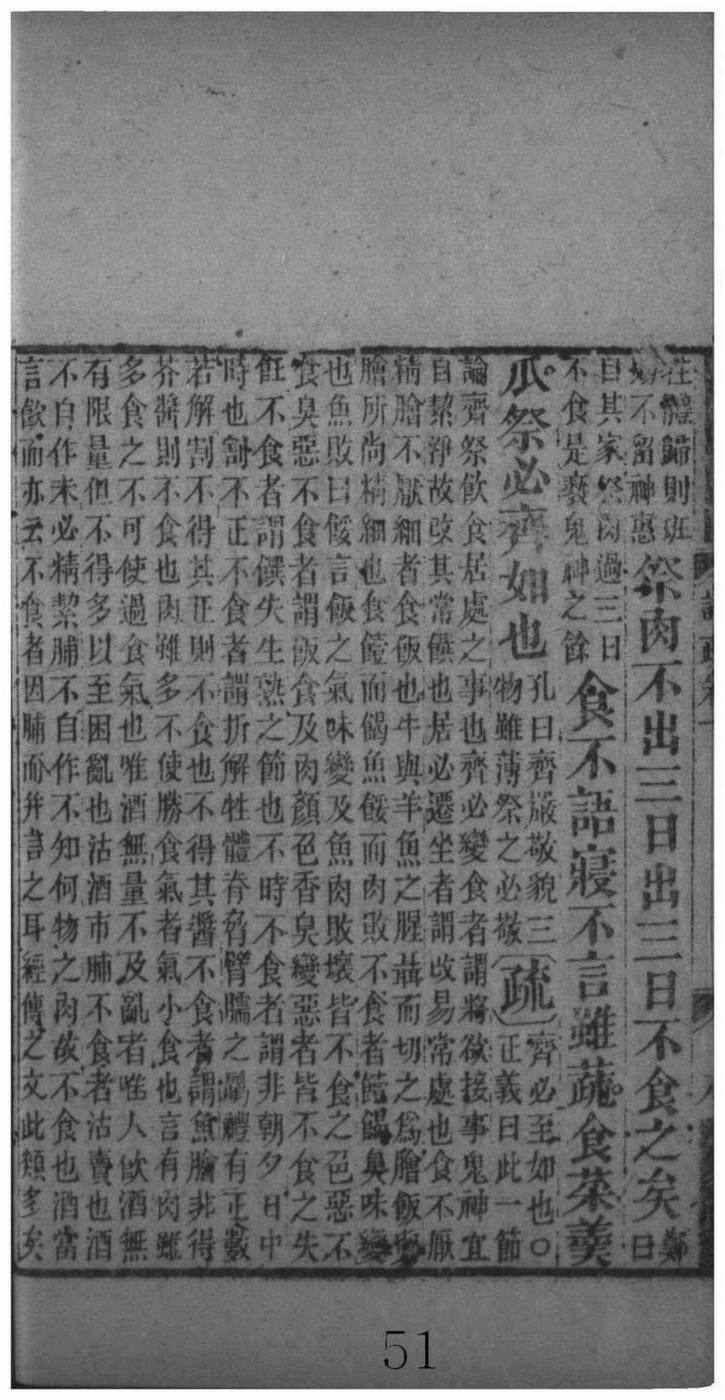 牲體歸則班
賜不留神惠
祭肉不出三日出三日不食之矣
鄭
曰
自其家祭肉過三日
不食是褻鬼神之餘
食不語寢不言雖蔬食菜羹
瓜祭必齊如也
孔曰齊嚴敬貌三
物雖薄祭之必敬
疏
齊必至如也○
正義曰此一節
論齊祭飲食居處之事也齊必變食者謂將欲接事鬼神宜
自絜淨故改其常饌也居必遷坐者謂改易常處也食不厭
精膾不厭細者食飯也牛與羊魚之腥聶而切之為膾飯與
膾所尚精細也食饐而餲魚餒而肉敗不食者饐餲臭味變
也魚敗曰餒言飯之氣味變及魚肉敗壞皆不食之色惡不
食臭惡不食者謂飯食及肉顏色香臭變惡者皆不食之失
飪不食者謂饌失生熟之節也不時不食者謂非朝夕日中
時也割不正不食者謂折解牲體脊脅臂臑之屬禮有正數
若解割不得其正則不食也不得其醬不食者謂魚膾非得
芥醬則不食也肉雖多不使勝食氣者氣小食也言有肉雖
多食之不可使過食氣也唯酒無量不及亂者唯人飲酒無
有限量但不得多以至困亂也沽酒市脯不食者沽賣也酒
不自作未必精絜脯不自作不知何物之肉故不食也酒當
言飲而亦云不食者因脯而并言之耳經傳之文此類多矣
51